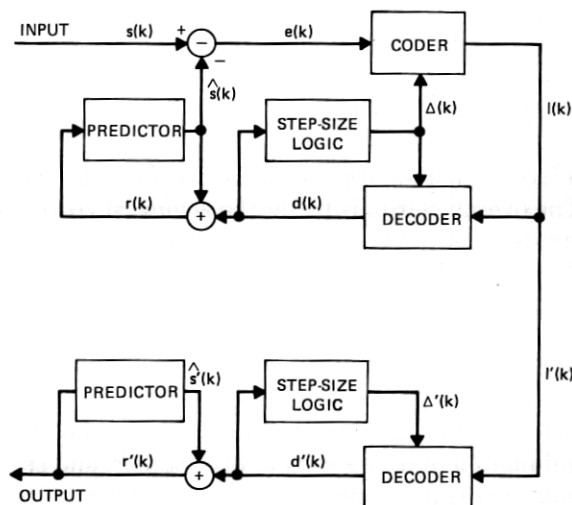 INPUT s(k) + − e(k) CODER
−
ŝ(k) Δ(k) I(k)
PREDICTOR STEP-SIZE
LOGIC
r(k) + d(k) DECODER
ŝ'(k) I'(k)
PREDICTOR STEP-SIZE
LOGIC Δ'(k)
r'(k) + d'(k) DECODER
OUTPUT